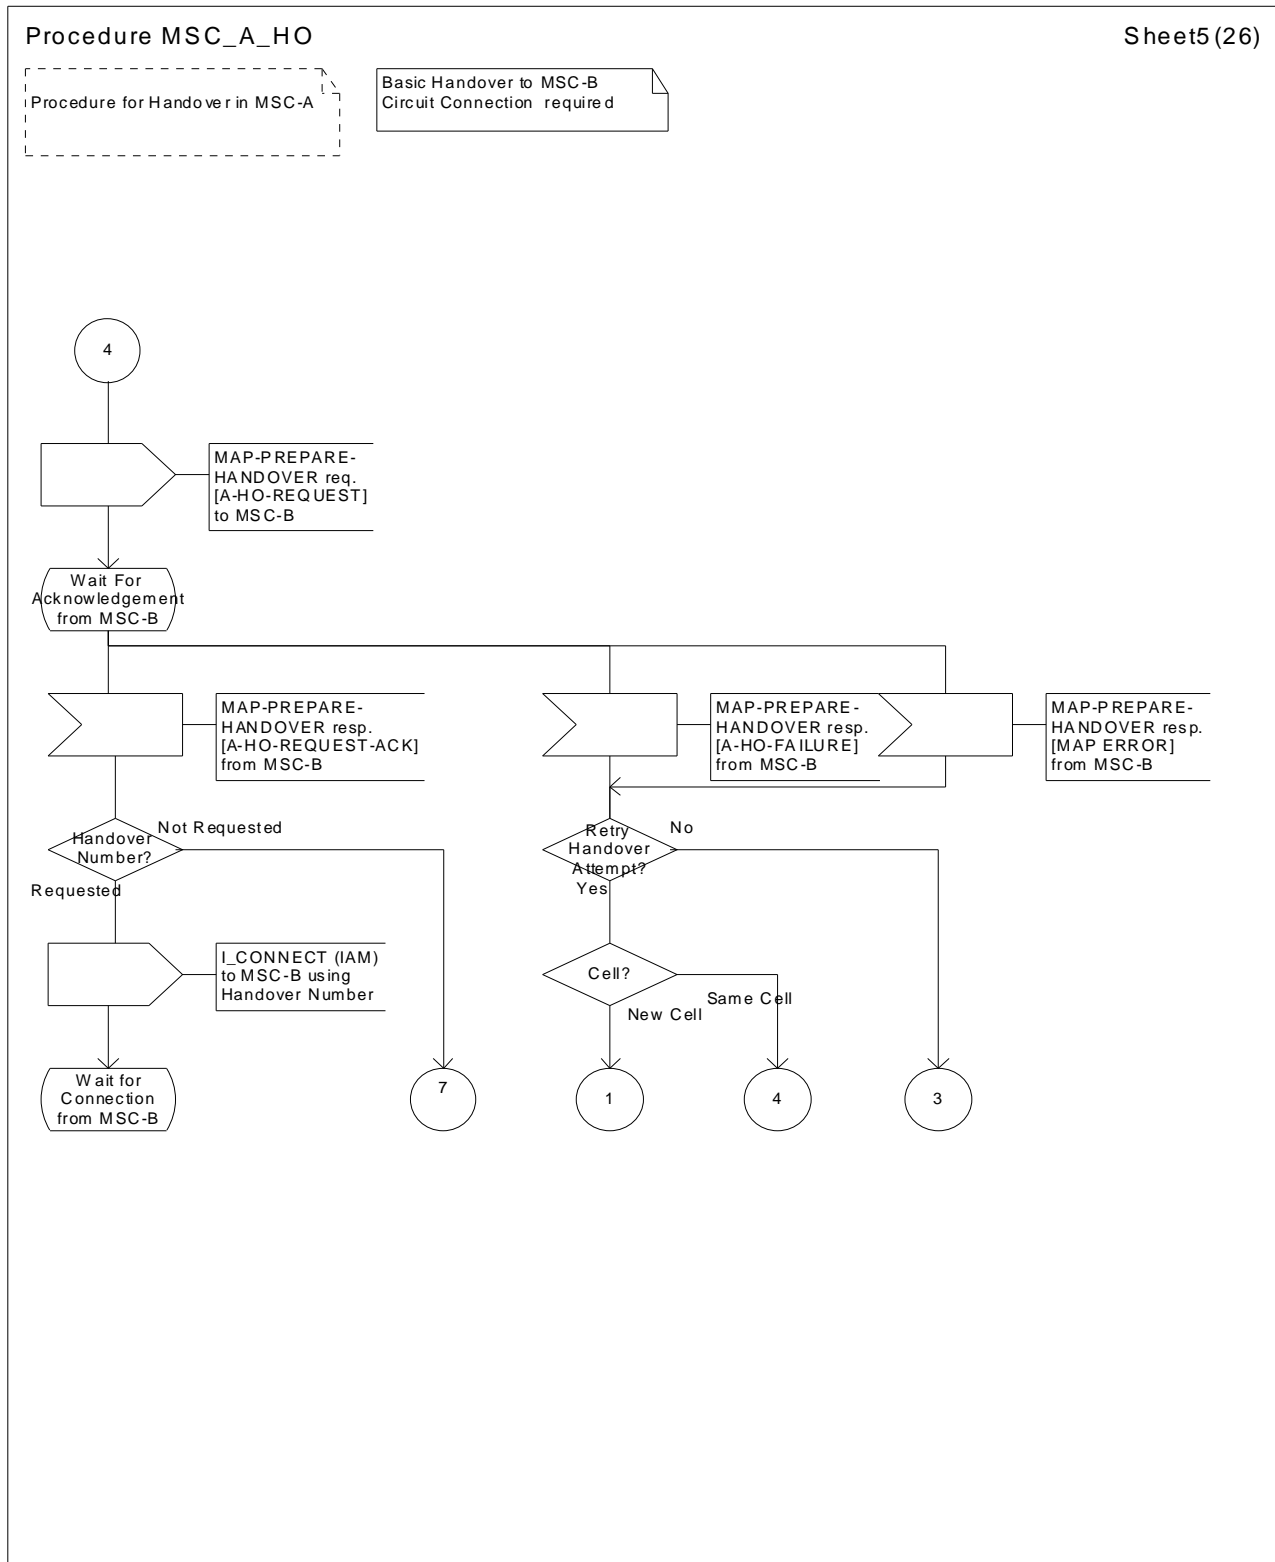 Procedure MSC_A_HO
Sheet5(26)
Procedure for Handover in MSC-A
Basic Handover to MSC-B
Circuit Connection required
4
MAP-PREPARE-
HANDOVER req.
[A-HO-REQUEST]
to MSC-B
Wait For
Acknowledgement
from MSC-B
MAP-PREPARE-
HANDOVER resp.
[A-HO-REQUEST-ACK]
from MSC-B
MAP-PREPARE-
HANDOVER resp.
[A-HO-FAILURE]
from MSC-B
MAP-PREPARE-
HANDOVER resp.
[MAP ERROR]
from MSC-B
Handover
Number?
Not Requested
Requested
Retry
Handover
Attempt?
No
Yes
I_CONNECT (IAM)
to MSC-B using
Handover Number
Cell?
Same Cell
New Cell
Wait for
Connection
from MSC-B
7
1
4
3